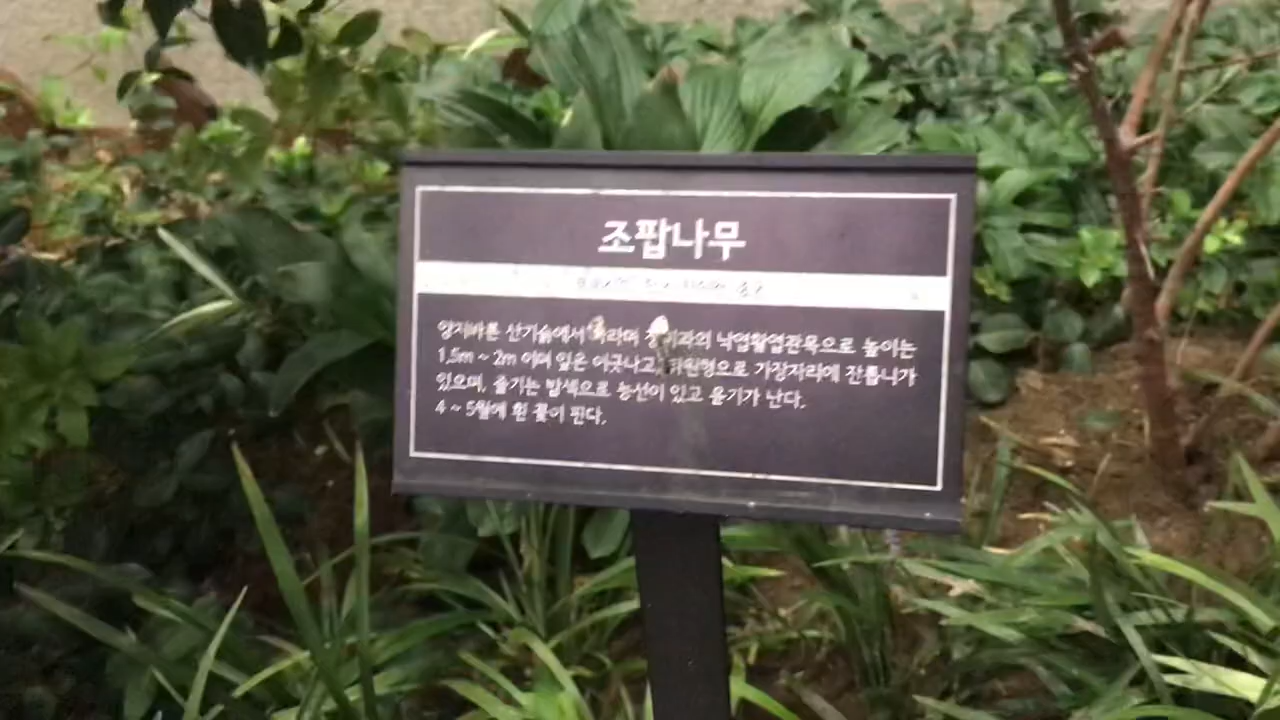 조팝나무
양지바른 산기슭에서 자라며 장미과의 낙엽활엽관목으로 높이는
1.5m ~ 2m 이며 잎은 어긋나고, 타원형으로 가장자리에 잔톱니가
있으며, 줄기는 밤색으로 능선이 있고 윤기가 난다.
4 ~ 5월에 흰 꽃이 핀다.